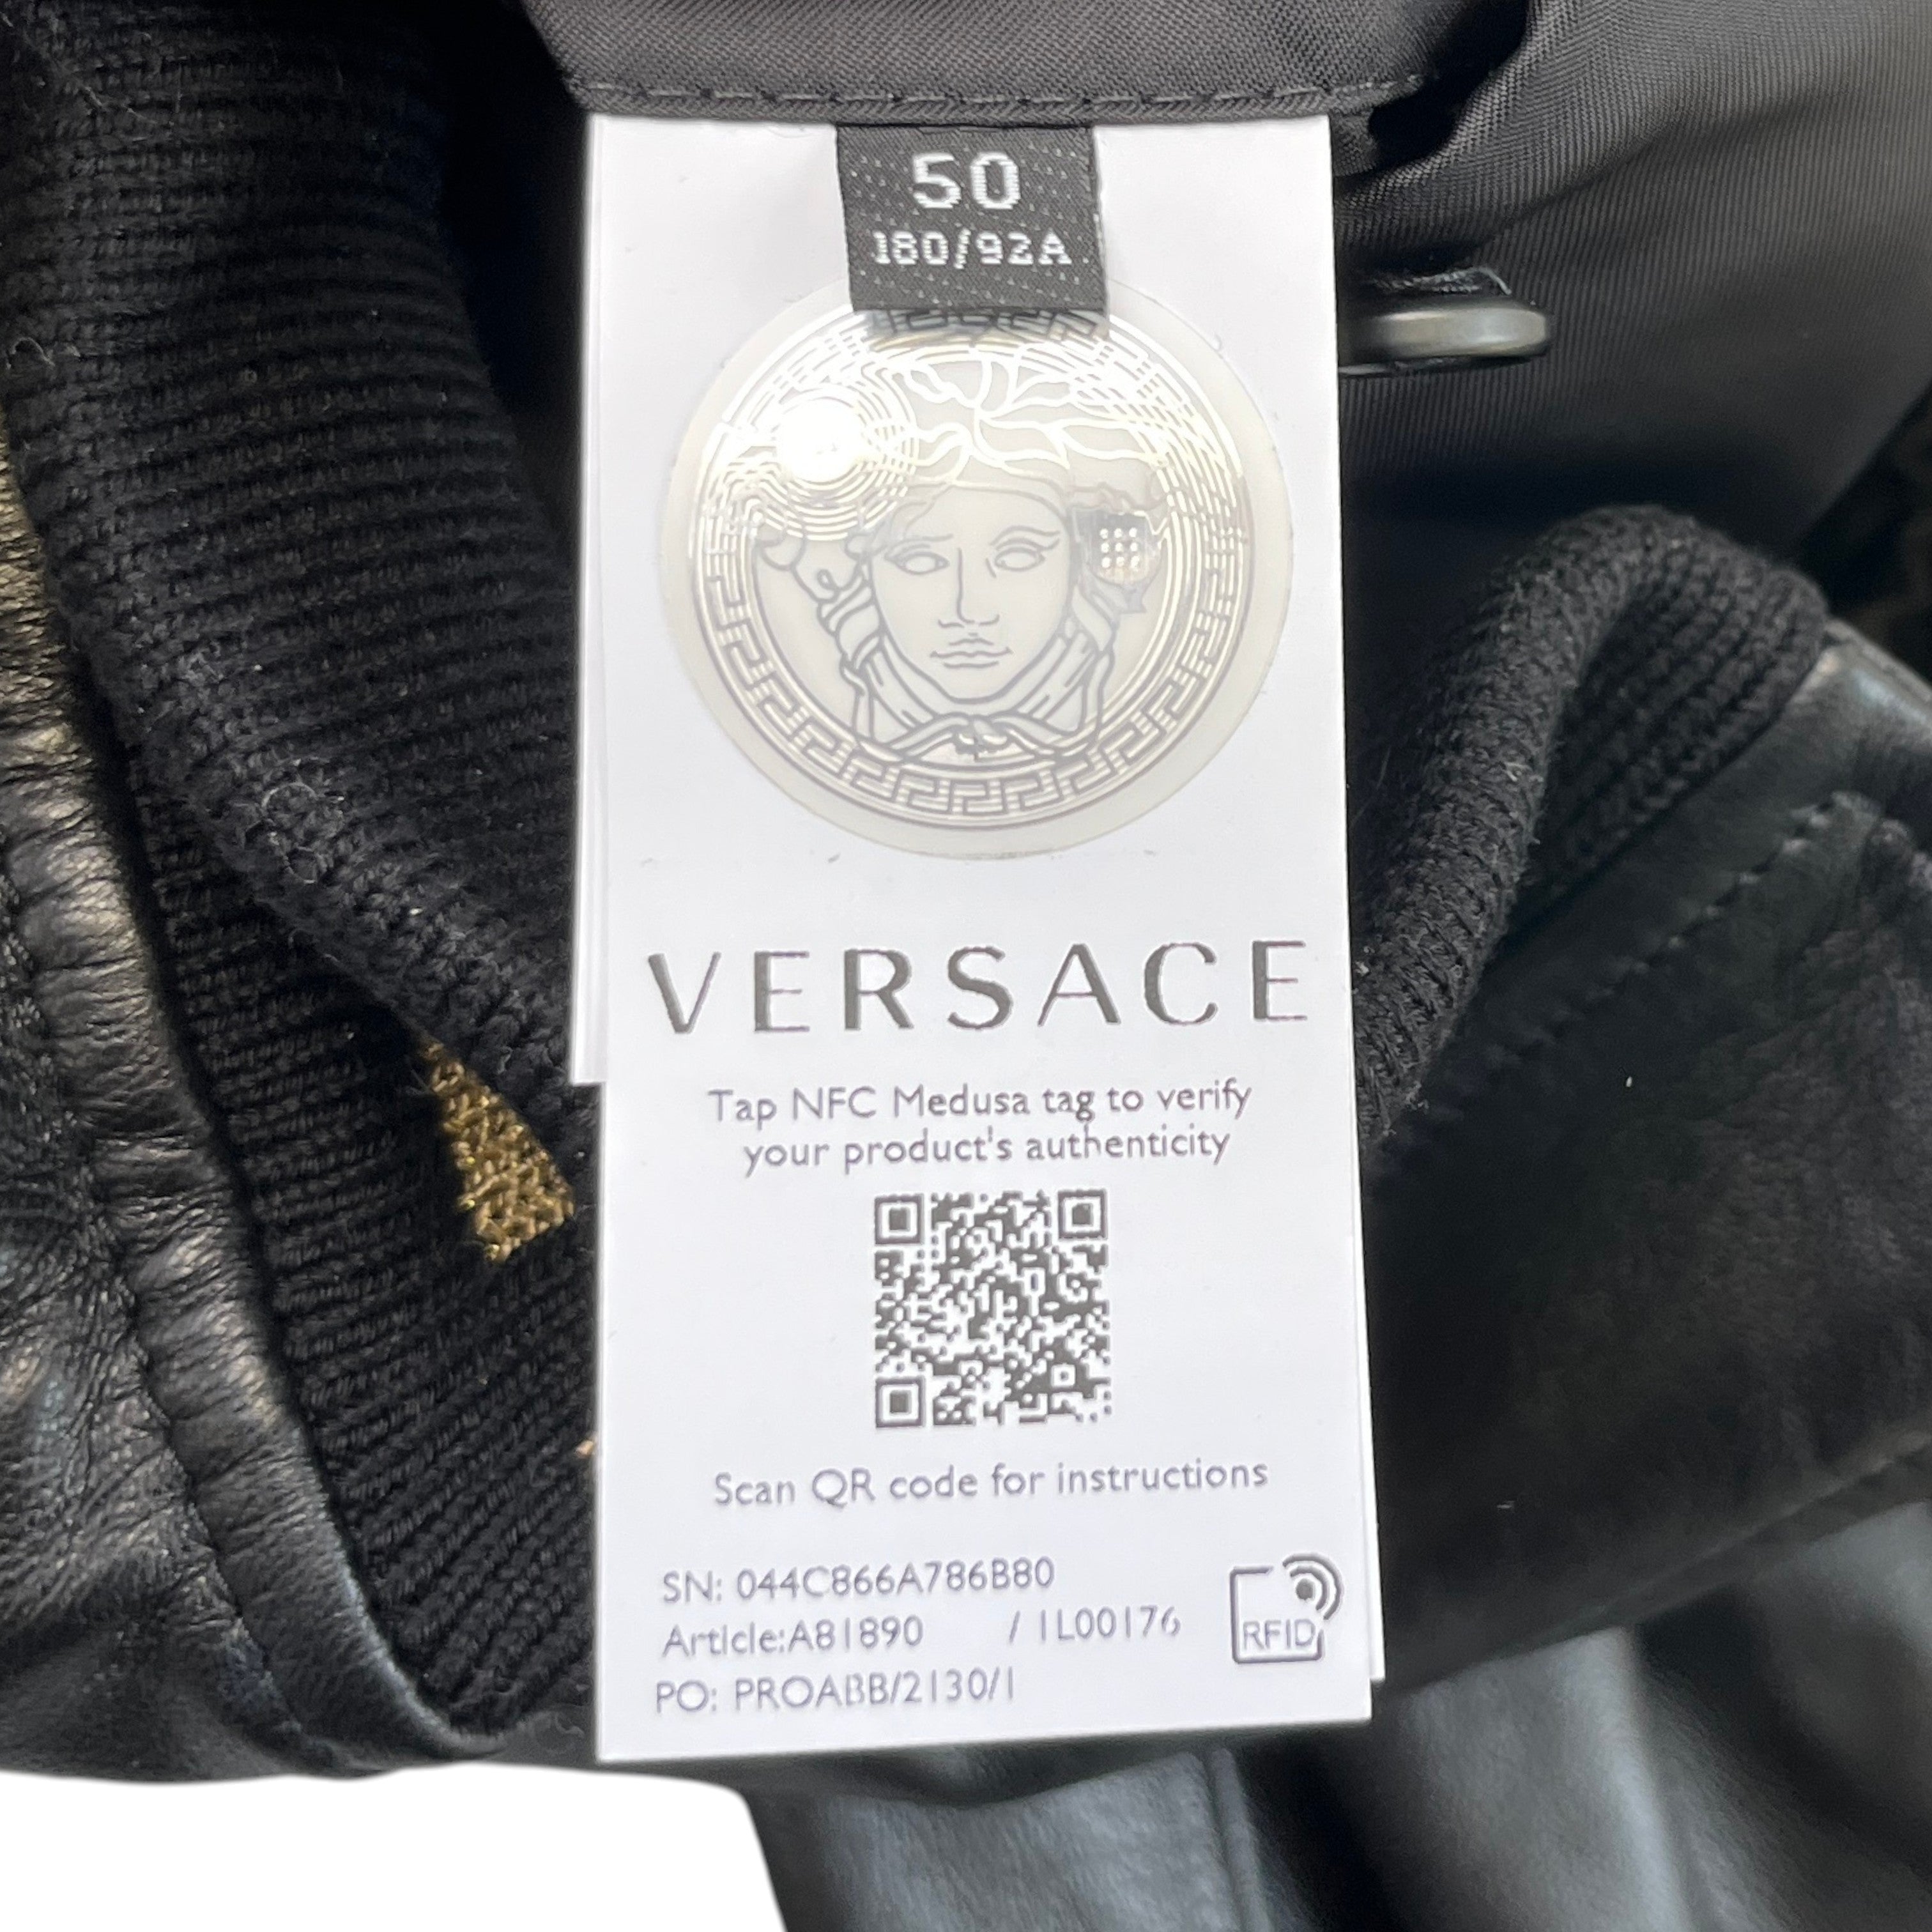 50
180/92A
VERSACE
Tap NFC Medusa tag to verify
your product's authenticity
Scan QR code for instructions
SN: 044C866A786B80
Article:A81890 / 1L00176
PO: PROABB/2130/1
RFID